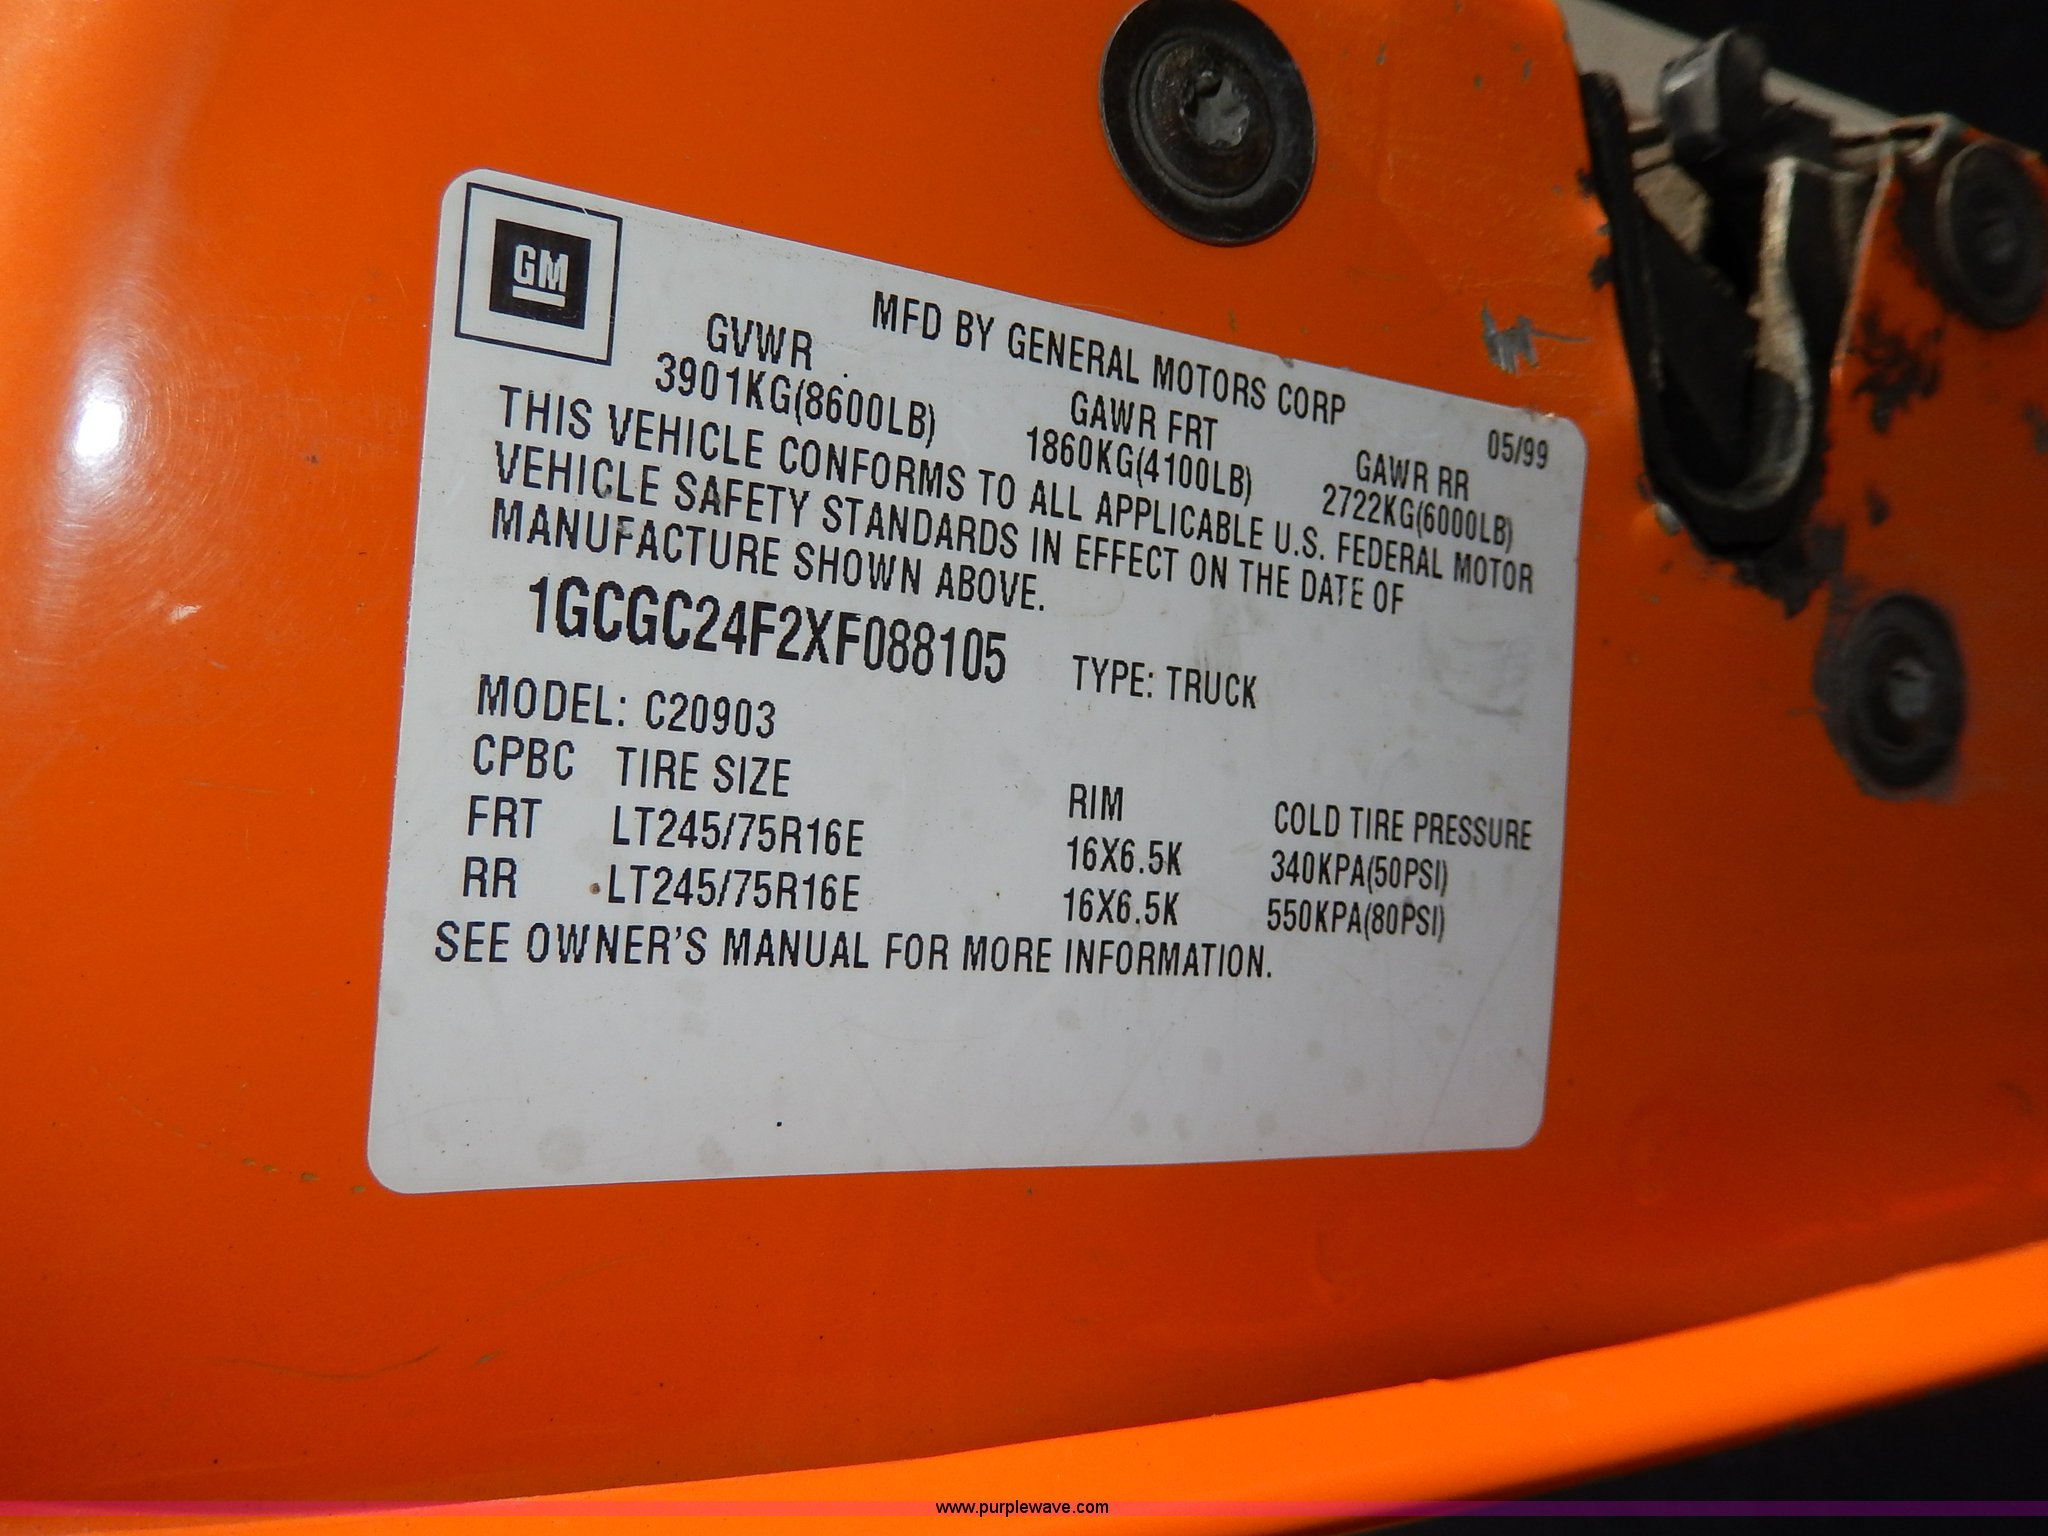 GM
MFD BY GENERAL MOTORS CORP 05/99
GVWR GAWR FRT GAWR RR
3901KG(8600LB) 1860KG(4100LB) 2722KG(6000LB)
THIS VEHICLE CONFORMS TO ALL APPLICABLE U.S. FEDERAL MOTOR
VEHICLE SAFETY STANDARDS IN EFFECT ON THE DATE OF
MANUFACTURE SHOWN ABOVE.
1GCGC24F2XF088105 TYPE: TRUCK
MODEL: C20903
CPBC TIRE SIZE RIM COLD TIRE PRESSURE
FRT LT245/75R16E 16X6.5K 340KPA(50PSI)
RR LT245/75R16E 16X6.5K 550KPA(80PSI)
SEE OWNER'S MANUAL FOR MORE INFORMATION.
www.purplewave.com